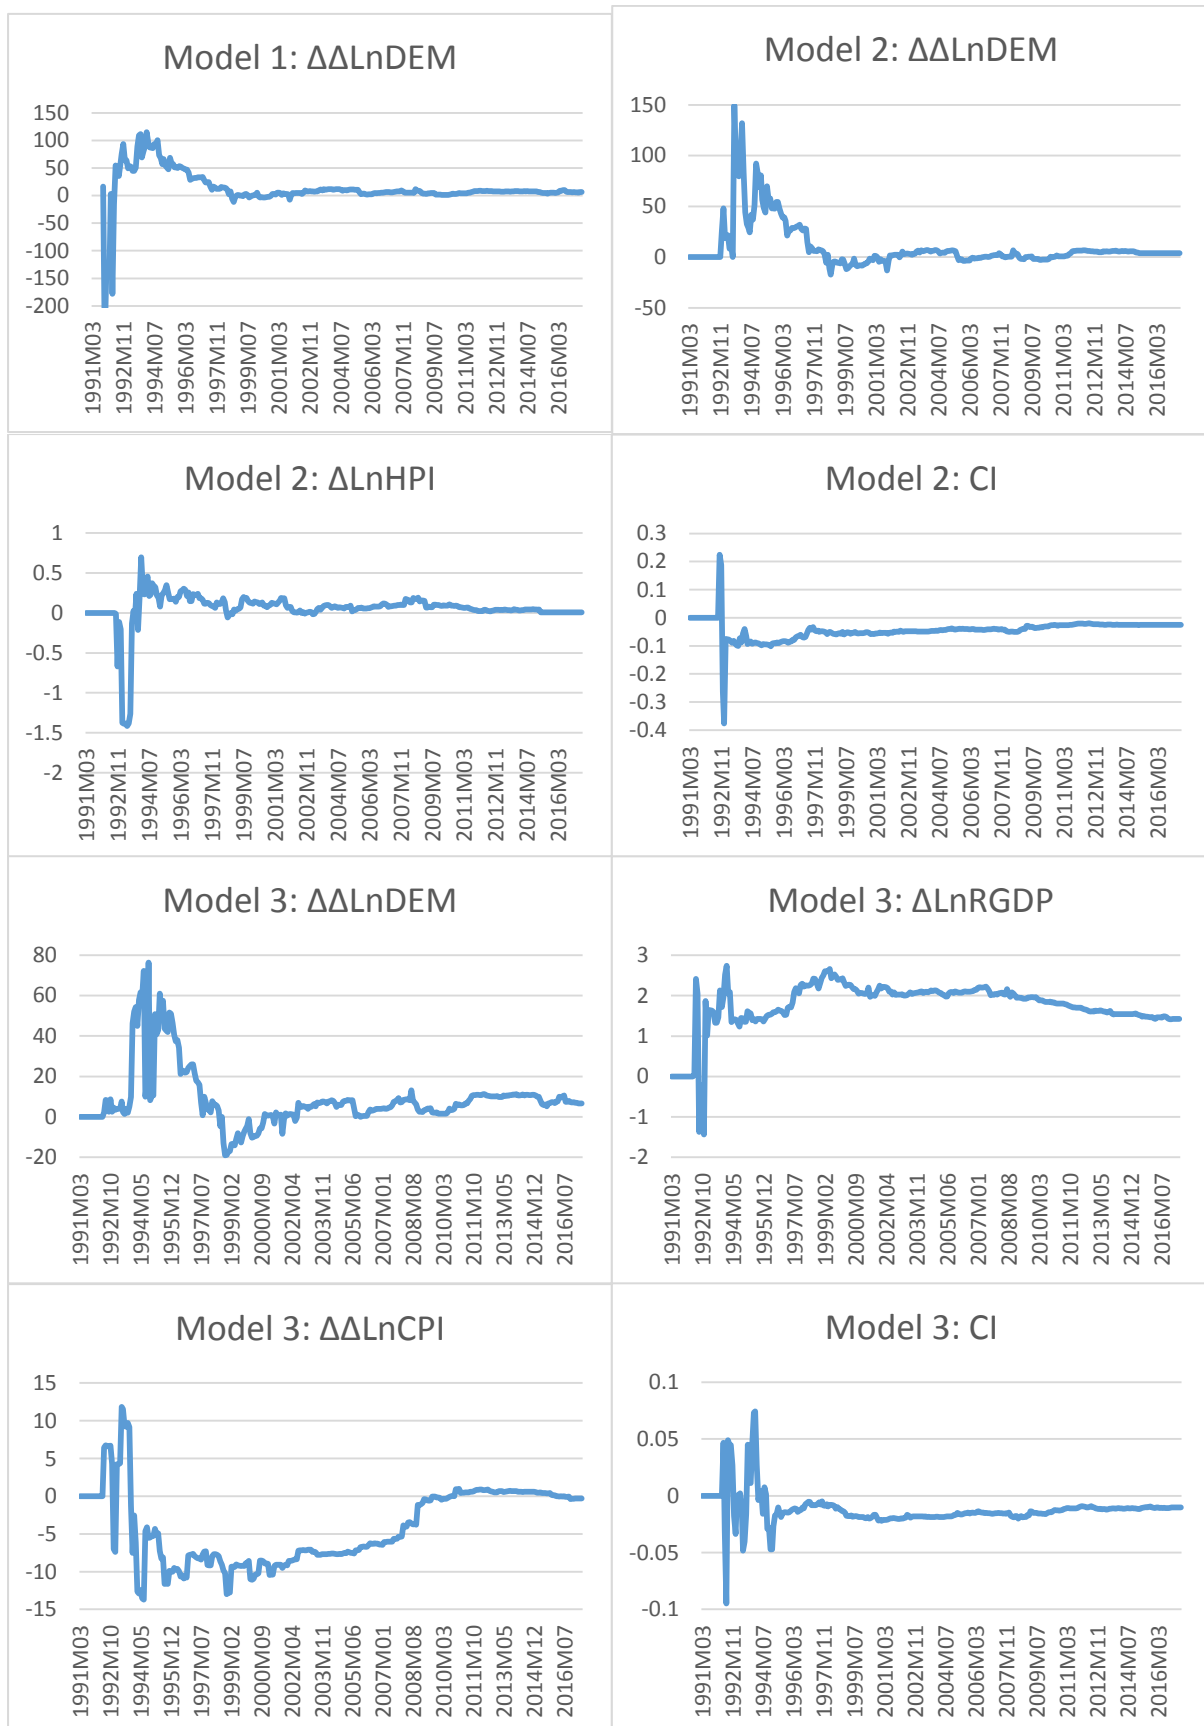 Model 1: ΔΔLnDEM
150
100
50
0
-50
-100
-150
-200
1991M03
1992M11
1994M07
1996M03
1997M11
1999M07
2001M03
2002M11
2004M07
2006M03
2007M11
2009M07
2011M03
2012M11
2014M07
2016M03
Model 2: ΔΔLnDEM
150
100
50
0
-50
1991M03
1992M11
1994M07
1996M03
1997M11
1999M07
2001M03
2002M11
2004M07
2006M03
2007M11
2009M07
2011M03
2012M11
2014M07
2016M03
Model 2: ΔLnHPI
1
0.5
0
-0.5
-1
-1.5
-2
1991M03
1992M11
1994M07
1996M03
1997M11
1999M07
2001M03
2002M11
2004M07
2006M03
2007M11
2009M07
2011M03
2012M11
2014M07
2016M03
Model 2: CI
0.3
0.2
0.1
0
-0.1
-0.2
-0.3
-0.4
1991M03
1992M11
1994M07
1996M03
1997M11
1999M07
2001M03
2002M11
2004M07
2006M03
2007M11
2009M07
2011M03
2012M11
2014M07
2016M03
Model 3: ΔΔLnDEM
80
60
40
20
0
-20
1991M03
1992M10
1994M05
1995M12
1997M07
1999M02
2000M09
2002M04
2003M11
2005M06
2007M01
2008M08
2010M03
2011M10
2013M05
2014M12
2016M07
Model 3: ΔLnRGDP
3
2
1
0
-1
-2
1991M03
1992M10
1994M05
1995M12
1997M07
1999M02
2000M09
2002M04
2003M11
2005M06
2007M01
2008M08
2010M03
2011M10
2013M05
2014M12
2016M07
Model 3: ΔΔLnCPI
15
10
5
0
-5
-10
-15
1991M03
1992M10
1994M05
1995M12
1997M07
1999M02
2000M09
2002M04
2003M11
2005M06
2007M01
2008M08
2010M03
2011M10
2013M05
2014M12
2016M07
Model 3: CI
0.1
0.05
0
-0.05
-0.1
1991M03
1992M11
1994M07
1996M03
1997M11
1999M07
2001M03
2002M11
2004M07
2006M03
2007M11
2009M07
2011M03
2012M11
2014M07
2016M03